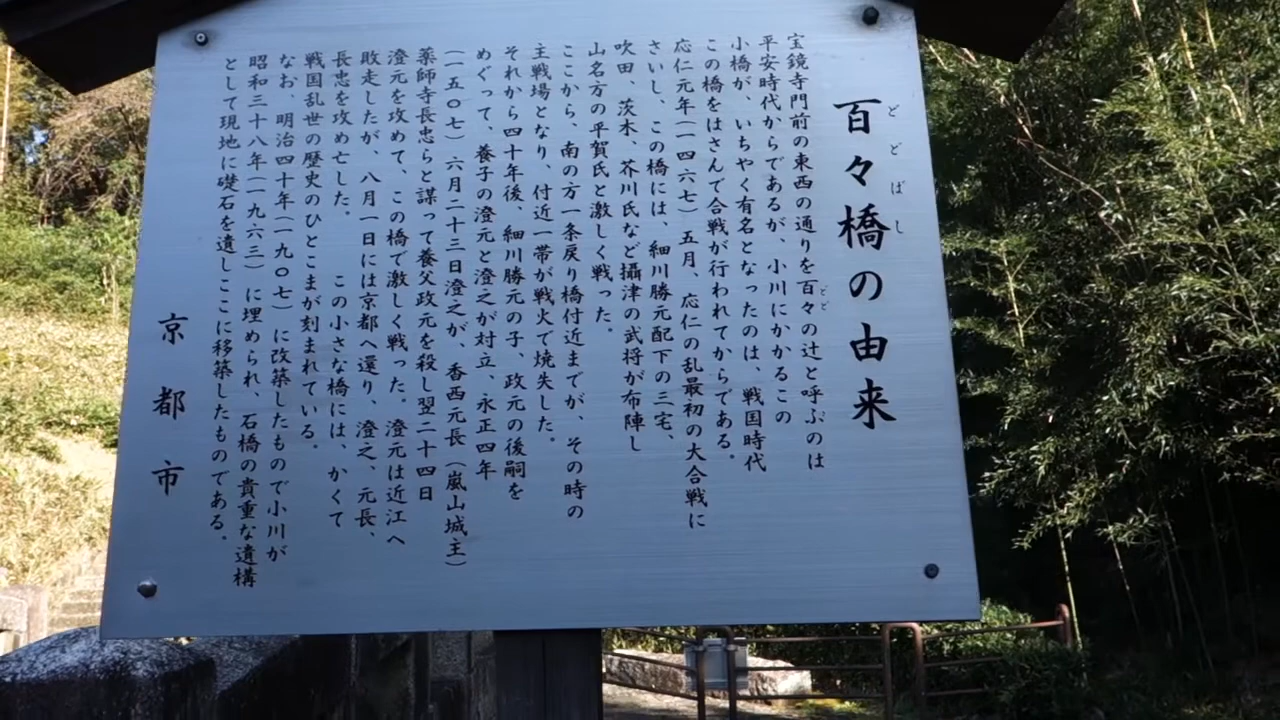 百々橋の由来
どどばし
宝鏡寺門前の東西の通りを百々の辻と呼ぶのは
どど
平安時代からであるが、小川にかかるこの
小橋が、いちやく有名となったのは、戦国時代
この橋をはさんで合戦が行われてからである。
応仁元年(一四六七)五月、応仁の乱最初の大合戦に
さいし、この橋には、細川勝元配下の三宅、
吹田、茨木、芥川氏など攝津の武将が布陣し
山名方の平賀氏と激しく戦った。
ここから、南の方一条戻り橋付近までが、その時の
主戦場となり、付近一帯が戦火で焼失した。
それから四十年後、細川勝元の子、政元の後嗣を
めぐって、養子の澄元と澄之が対立、永正四年
(一五〇七)六月二十三日澄之が、香西元長(嵐山城主)
薬師寺長忠らと謀って養父政元を殺し翌二十四日
澄元を攻めて、この橋で激しく戦った。澄元は近江へ
敗走したが、八月一日には京都へ還り、澄之、元長、
長忠を攻め亡した。 この小さな橋には、かくて
戦国乱世の歴史のひとこまが刻まれている。
なお、明治四十年(一九〇七)に改築したもので小川が
昭和三十八年(一九六三)に埋められ、石橋の貴重な遺構
として現地に礎石を遺しここに移築したものである。
京都市